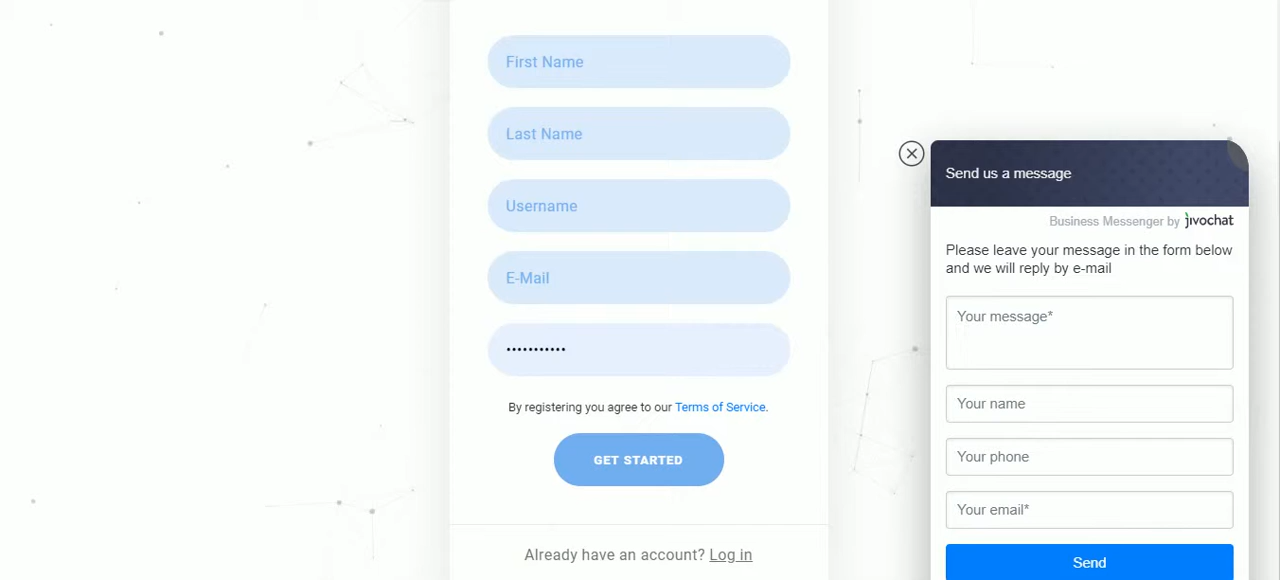 First Name
Last Name
Username
E-Mail
•••••••••••
By registering you agree to our Terms of Service.
GET STARTED
Already have an account? Log in
Send us a message
Business Messenger by jivochat
Please leave your message in the form below
and we will reply by e-mail
Your message*
Your name
Your phone
Your email*
Send